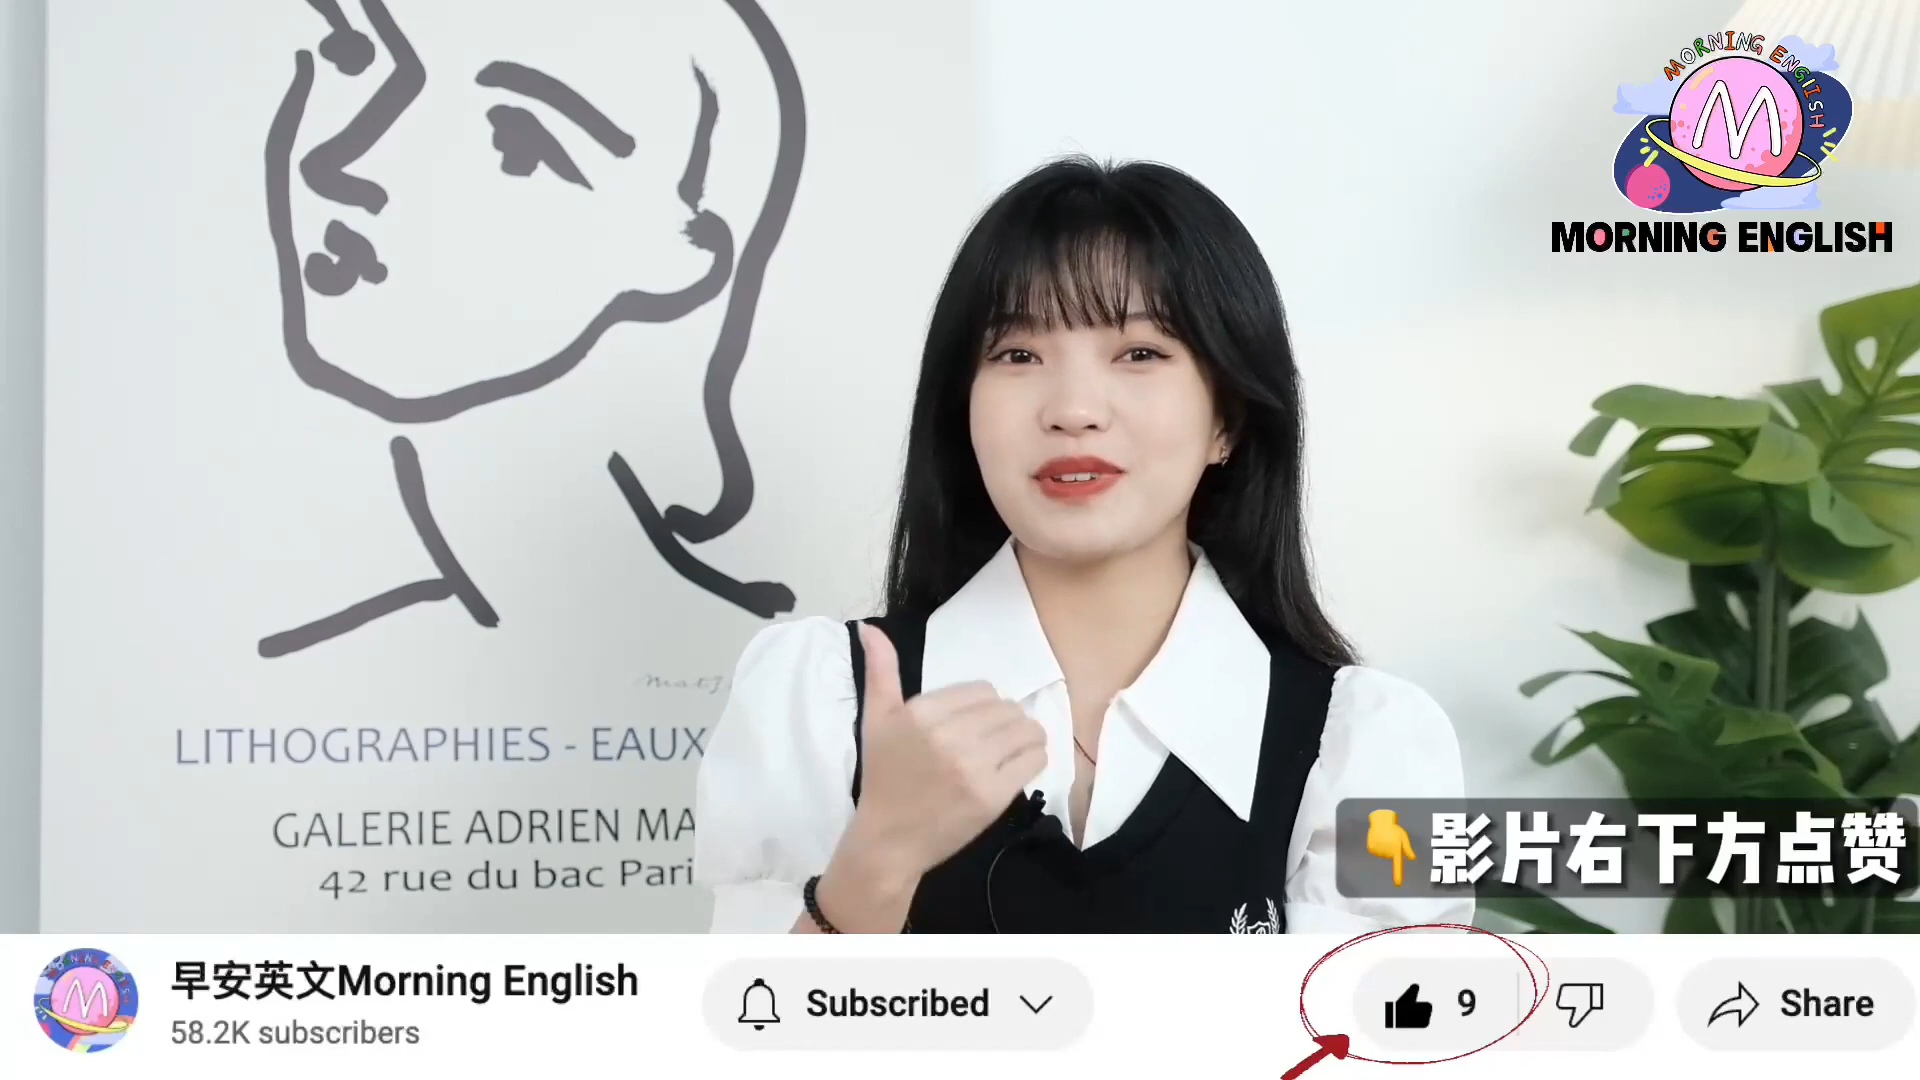 MORNING ENGLISH
M
MORNING ENGLISH
LITHOGRAPHIES - EAUX
GALERIE ADRIEN MA
42 rue du bac Pari
👇影片右下方点赞
早安英文Morning English
58.2K subscribers
Subscribed
9
Share